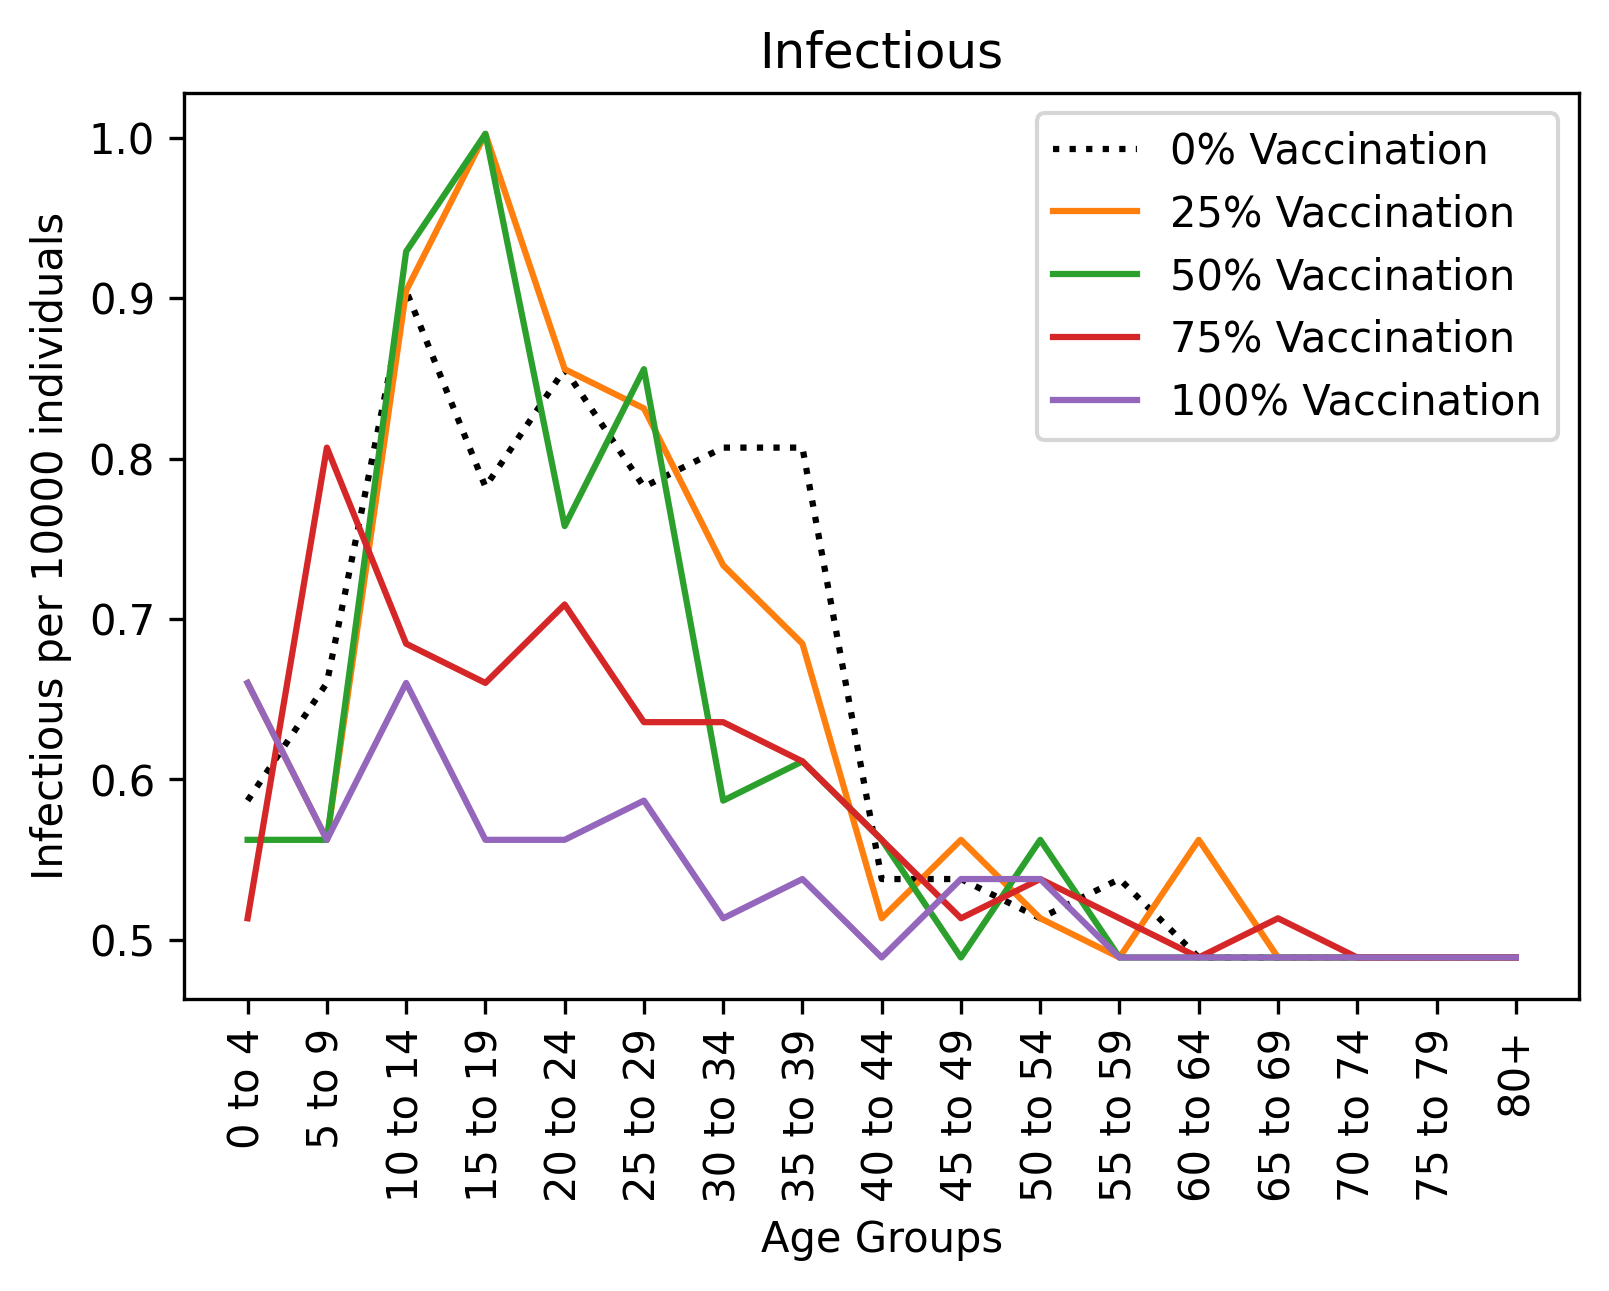 Infectious
Infectious per 10000 individuals
1.0
0.9
0.8
0.7
0.6
0.5
0% Vaccination
25% Vaccination
50% Vaccination
75% Vaccination
100% Vaccination
0 to 4
5 to 9
10 to 14
15 to 19
20 to 24
25 to 29
30 to 34
35 to 39
40 to 44
45 to 49
50 to 54
55 to 59
60 to 64
65 to 69
70 to 74
75 to 79
80+
Age Groups